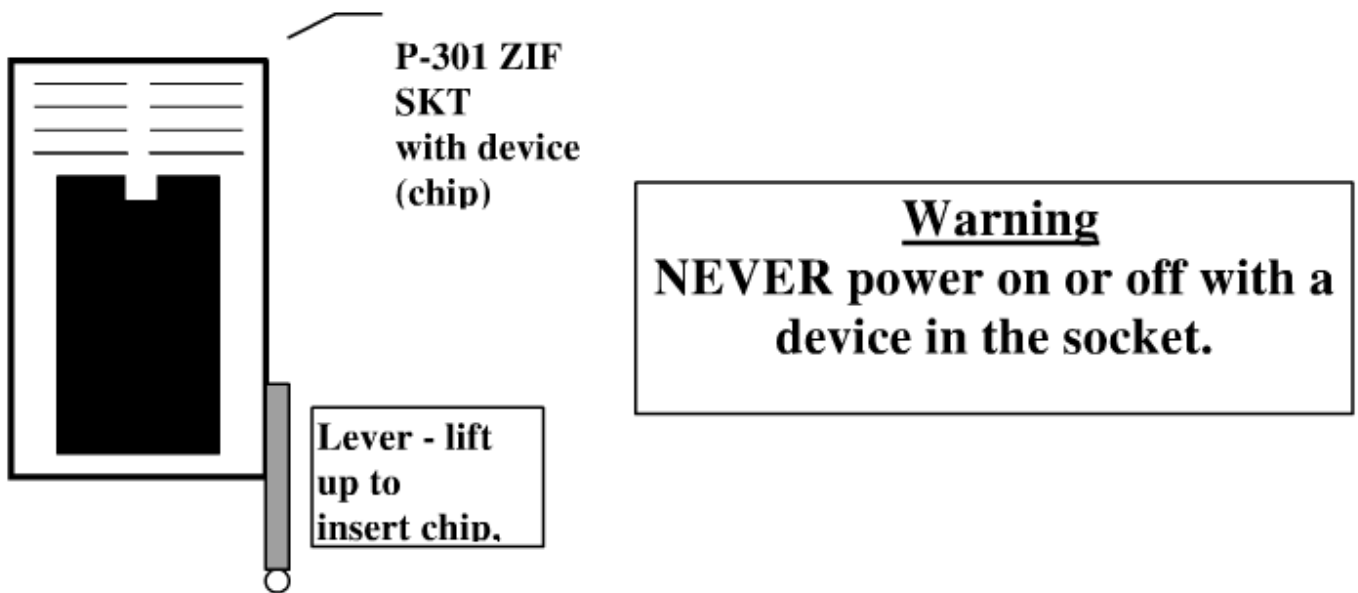 P-301 ZIF
SKT
with device
(chip)
Warning
NEVER power on or off with a
device in the socket.
Lever - lift
up to
insert chip,